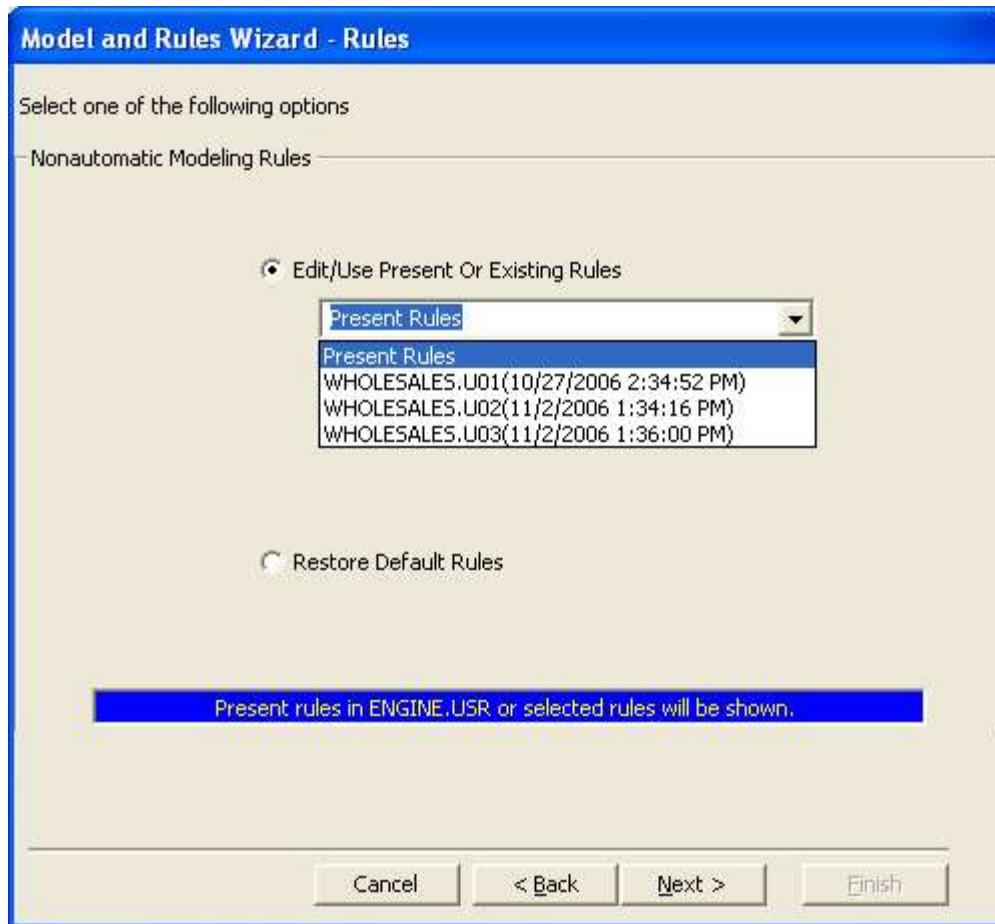 Model and Rules Wizard - Rules
Select one of the following options
Nonautomatic Modeling Rules
Edit/Use Present Or Existing Rules
Present Rules
Present Rules
WHOLESALES.U01(10/27/2006 2:34:52 PM)
WHOLESALES.U02(11/2/2006 1:34:16 PM)
WHOLESALES.U03(11/2/2006 1:36:00 PM)
Restore Default Rules
Present rules in ENGINE.USR or selected rules will be shown.
Cancel < Back Next > Finish